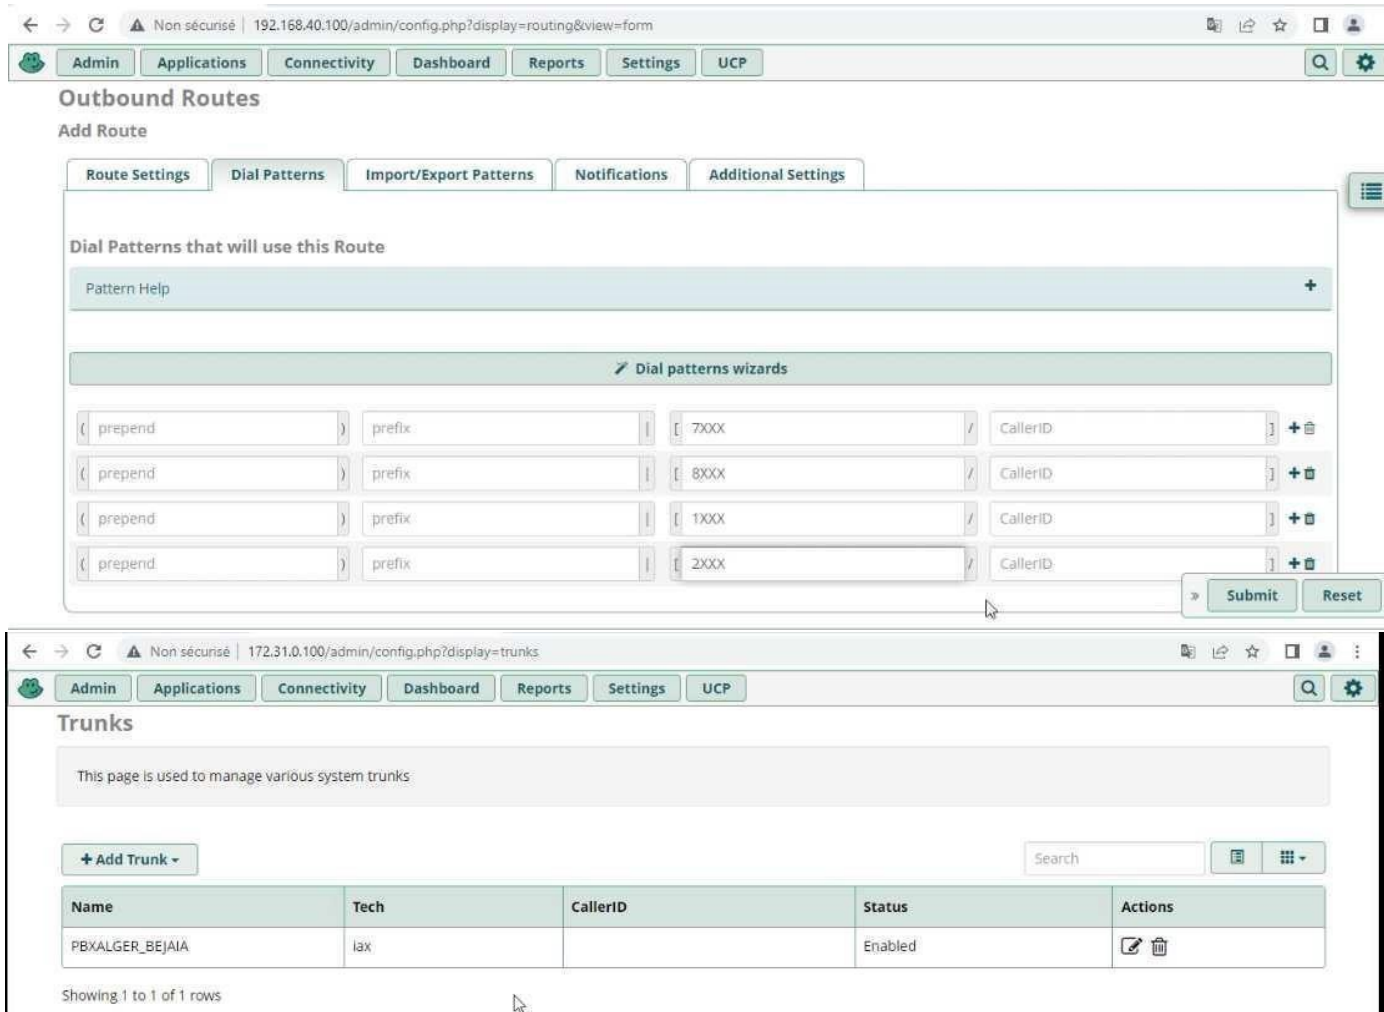 Non sécurisé | 192.168.40.100/admin/config.php?display=routing&view=form
Admin Applications Connectivity Dashboard Reports Settings UCP
Outbound Routes
Add Route
Route Settings Dial Patterns Import/Export Patterns Notifications Additional Settings
Dial Patterns that will use this Route
Pattern Help +
Dial patterns wizards
( prepend ) prefix | [ 7XXX / CallerID ] +
( prepend ) prefix | [ 8XXX / CallerID ] +
( prepend ) prefix | [ 1XXX / CallerID ] +
( prepend ) prefix | [ 2XXX / CallerID ] +
» Submit Reset
Non sécurisé | 172.31.0.100/admin/config.php?display=trunks
Admin Applications Connectivity Dashboard Reports Settings UCP
Trunks
This page is used to manage various system trunks
+ Add Trunk Search
Name Tech CallerID Status Actions
PBXALGER_BEJAIA iax Enabled
Showing 1 to 1 of 1 rows